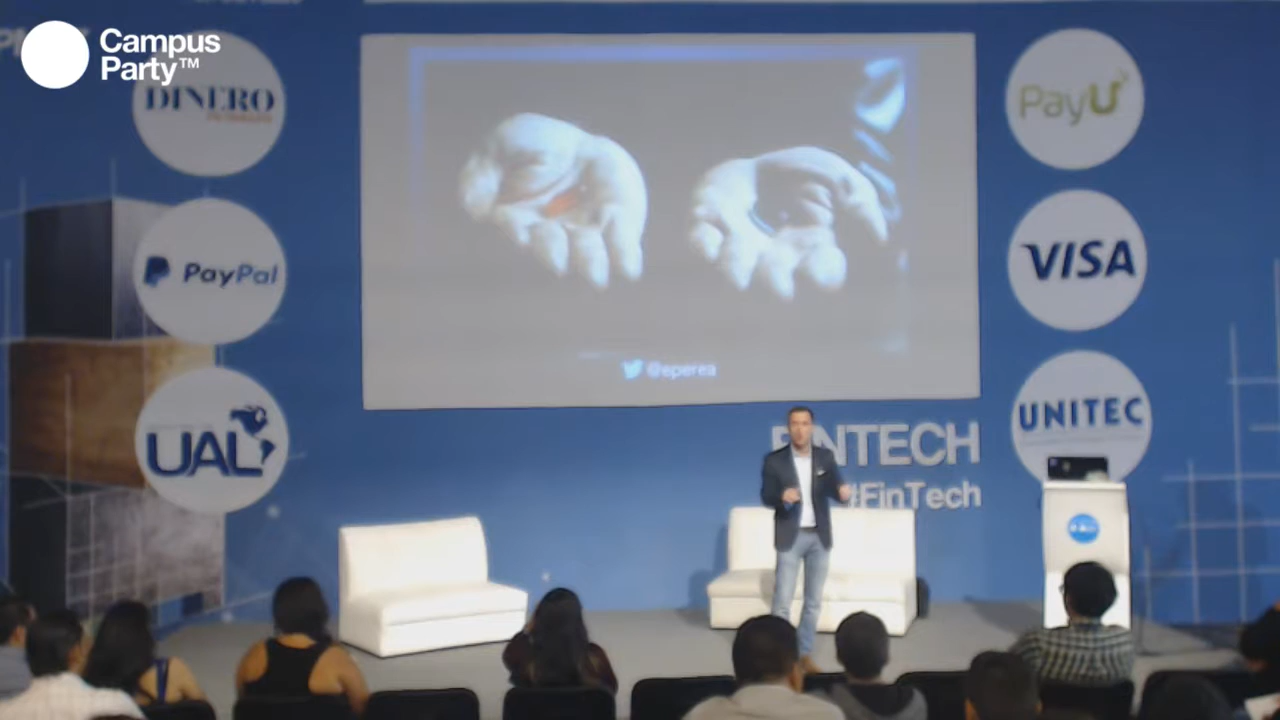 Campus
Party™
DINERO
PayPal
UAL
@eperea
FINTECH
#FinTech
PayU
VISA
UNITEC